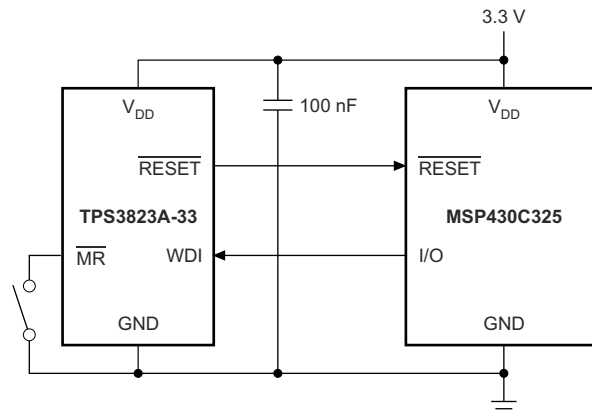 3.3 V
V_DD
100 nF
V_DD
RESET
RESET
TPS3823A-33
MSP430C325
MR
WDI
I/O
GND
GND